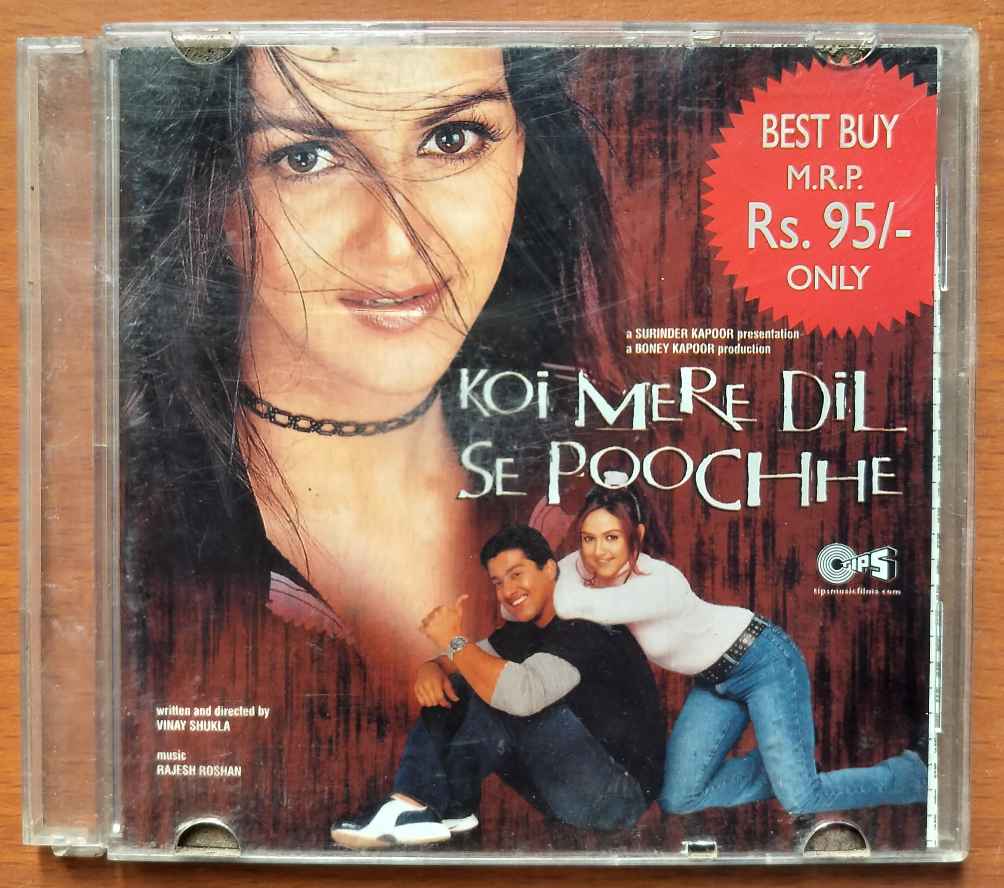 BEST BUY
M.R.P.
Rs. 95/-
ONLY
a SURINDER KAPOOR presentation
a BONEY KAPOOR production
KOi MERE DiL
SE POOCHHE
TIPS
tipsmusicfilms.com
written and directed by
VINAY SHUKLA
music
RAJESH ROSHAN